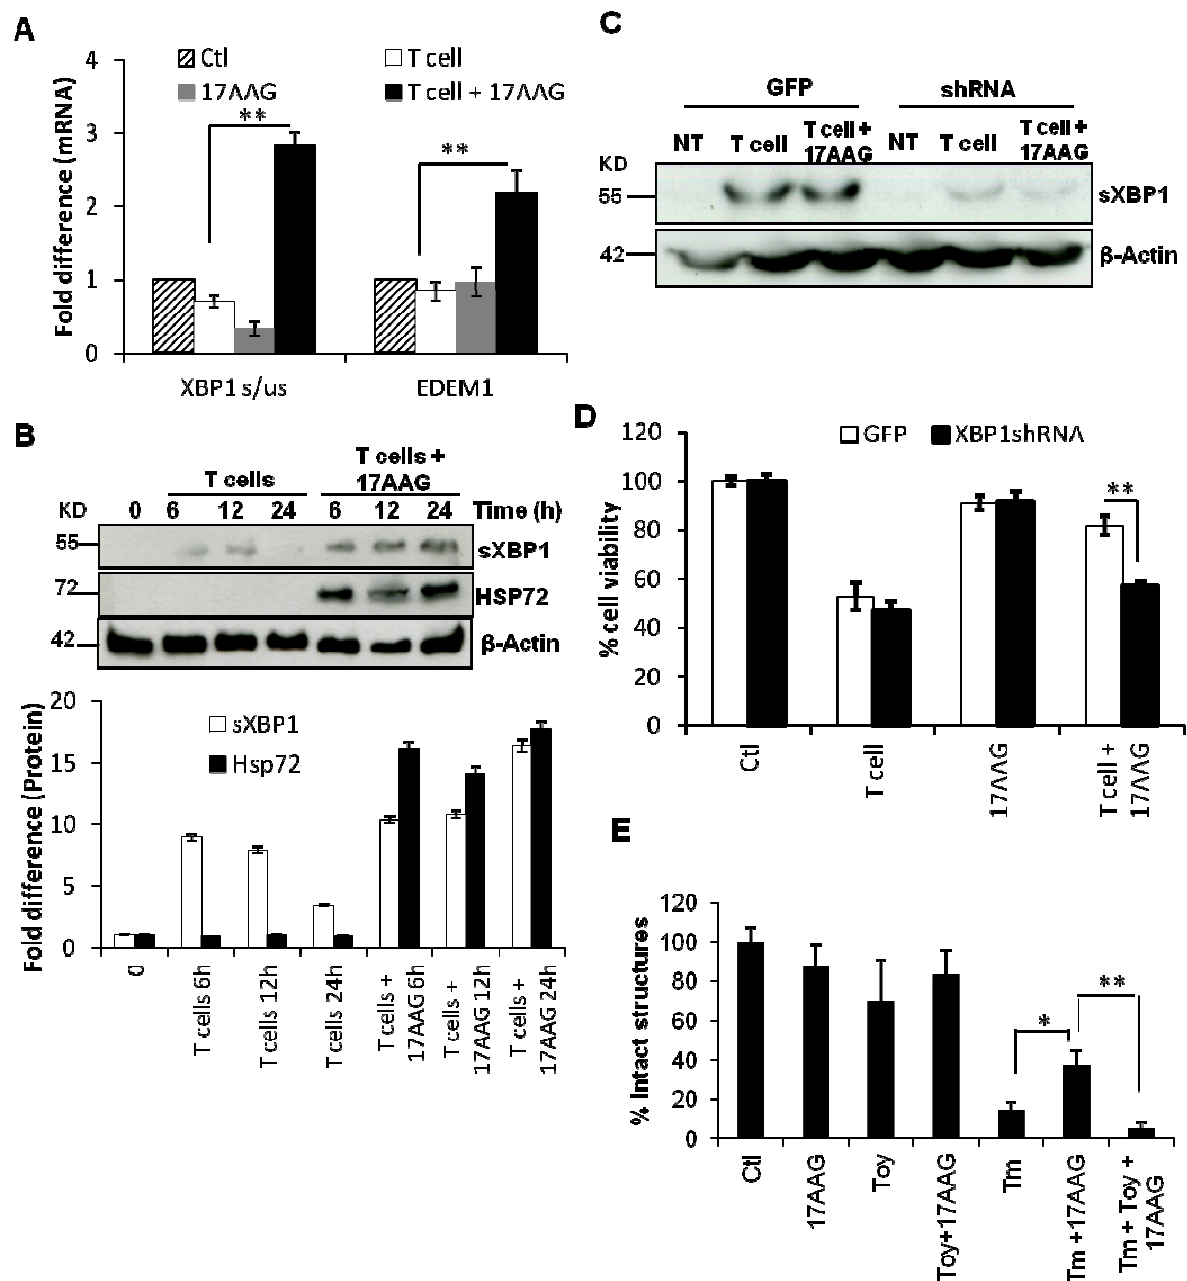 A
Fold difference (mRNA)
4
3
2
1
0
Ctl
T cell
17AAG
T cell + 17AAG
**
**
XBP1 s/us
EDEM1
B
T cells
T cells +
17AAG
KD
0
6
12
24
6
12
24
Time (h)
55
sXBP1
72
HSP72
42
β-Actin
Fold difference (Protein)
20
15
10
5
0
sXBP1
Hsp72
0
T cells 6h
T cells 12h
T cells 24h
T cells +
17AAG 6h
T cells +
17AAG 12h
T cells +
17AAG 24h
C
GFP
shRNA
NT
T cell
T cell +
17AAG
NT
T cell
T cell +
17AAG
KD
55
sXBP1
42
β-Actin
D
% cell viability
120
100
80
60
40
20
0
GFP
XBP1shRNA
**
Ctl
T cell
17AAG
T cell +
17AAG
E
% Intact structures
120
100
80
60
40
20
0
*
**
Ctl
17AAG
Toy
Toy+17AAG
Tm
Tm +17AAG
Tm + Toy +
17AAG